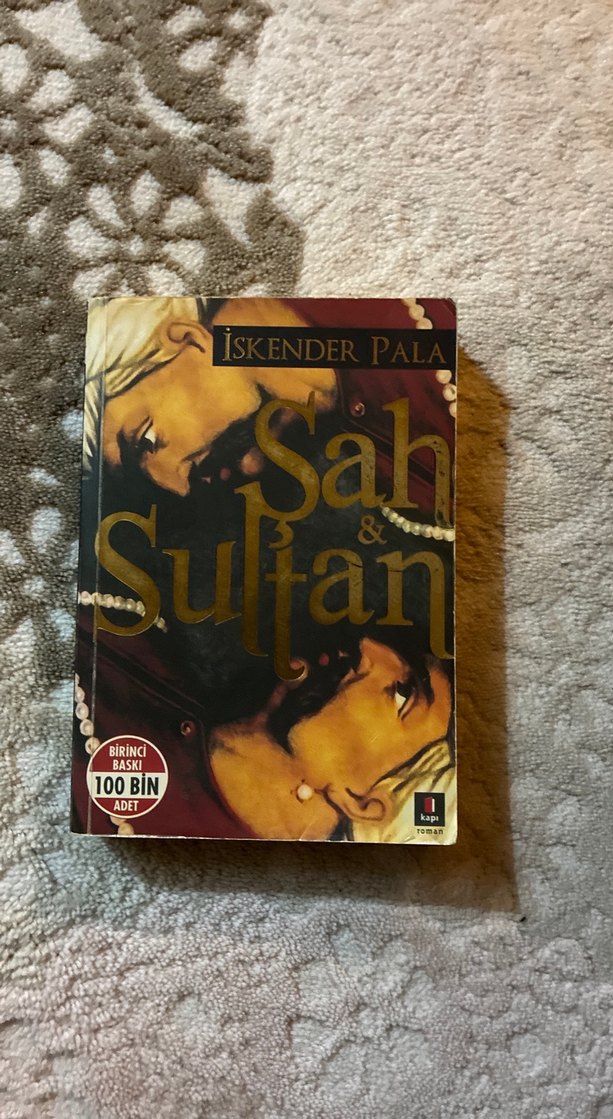 İSKENDER PALA
Şah
&
Sultan
BİRİNCİ
BASKI
100 BİN
ADET
kapı
roman